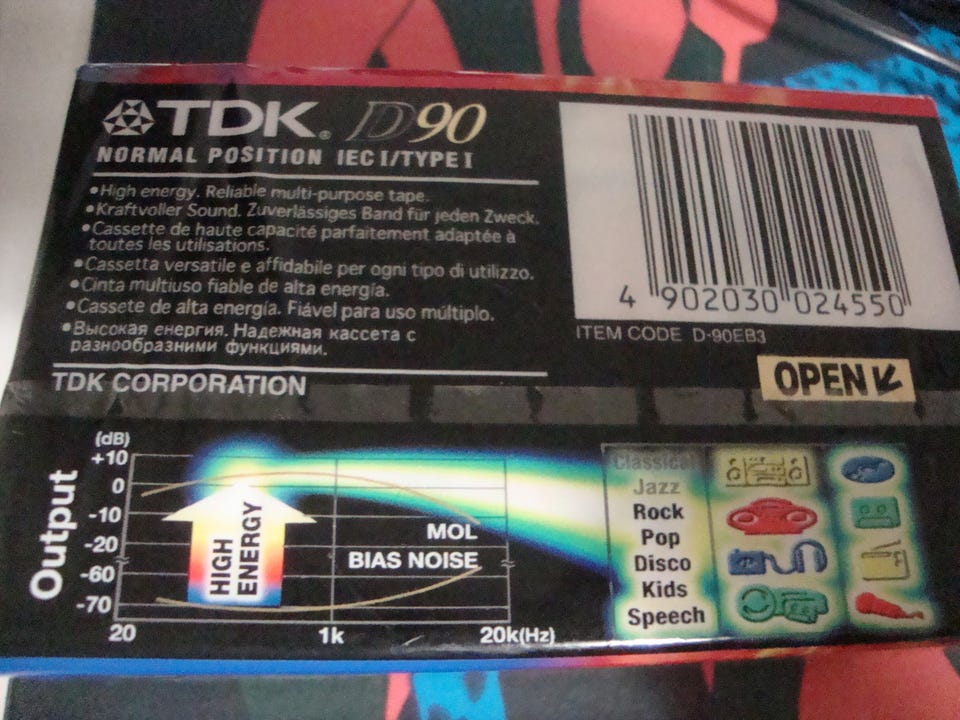 TDK® D90
NORMAL POSITION IEC I/TYPE I
•High energy. Reliable multi-purpose tape.
•Kraftvoller Sound. Zuverlässiges Band für jeden Zweck.
•Cassette de haute capacité parfaitement adaptée à
toutes les utilisations.
•Cassetta versatile e affidabile per ogni tipo di utilizzo.
•Cinta multiuso fiable de alta energía.
•Cassete de alta energía. Fiável para uso múltiplo.
•Высокая енергия. Надежная кассета с
разнообразними функциями.
TDK CORPORATION
4 902030 024550
ITEM CODE D-90EB3
OPEN
Output
(dB)
+10
0
-10
-20
-60
-70
20
1k
20k(Hz)
HIGH
ENERGY
MOL
BIAS NOISE
Classical
Jazz
Rock
Pop
Disco
Kids
Speech